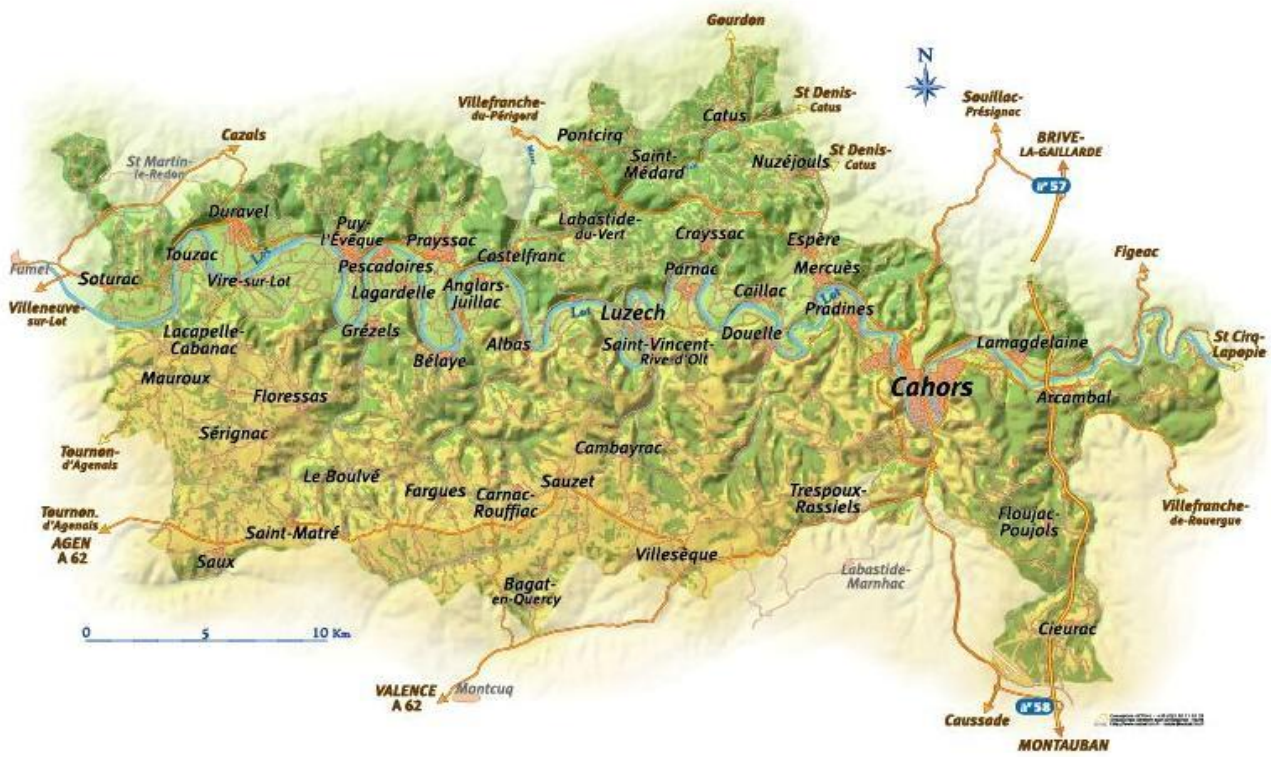 Gourdon
N
Villefranche-
du-Périgord
St Denis-
Catus
Souillac-
Présignac
Catus
Cazals
Pontcirq
BRIVE-
LA-GAILLARDE
St Martin-
le-Redon
Saint-
Médard
Nuzéjouls
St Denis-
Catus
n° 57
Duravel
Puy-
l'Évêque
Prayssac
Labastide-
du-Vert
Crayssac
Espère
Figeac
Touzac
Lot
Castelfranc
Fumel
Soturac
Vire-sur-Lot
Pescadoires
Parnac
Mercuès
Villeneuve-
sur-Lot
Lagardelle
Anglars-
Juillac
Caillac
Lot
Pradines
Lot
Luzech
Lacapelle-
Cabanac
Grézels
Bélaye
Albas
Saint-Vincent-
Rive-d'Olt
Douelle
Lamagdelaine
St Cirq-
Lapopie
Mauroux
Floressas
Cahors
Arcambal
Sérignac
Cambayrac
Tournon-
d'Agenais
Le Boulvé
Fargues
Carnac-
Rouffiac
Sauzet
Trespoux-
Rassiels
Villefranche-
de-Rouergue
Tournon.
d'Agenais
AGEN
A 62
Saint-Matré
Floujac-
Poujols
Saux
Villesèque
Labastide-
Marnhac
Bagat-
en-Quercy
0 5 10 Km
Cieurac
VALENCE
A 62
Montcuq
Caussade
n° 58
MONTAUBAN